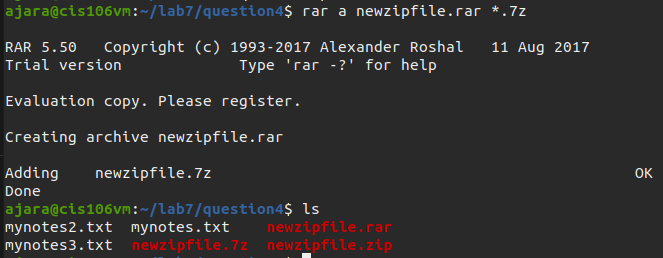 ajara@cis106vm:~/lab7/question4$ rar a newzipfile.rar *.7z
RAR 5.50   Copyright (c) 1993-2017 Alexander Roshal   11 Aug 2017
Trial version             Type 'rar -?' for help
Evaluation copy. Please register.
Creating archive newzipfile.rar
Adding    newzipfile.7z                                                     OK
Done
ajara@cis106vm:~/lab7/question4$ ls
mynotes2.txt  mynotes.txt    newzipfile.rar
mynotes3.txt  newzipfile.7z  newzipfile.zip